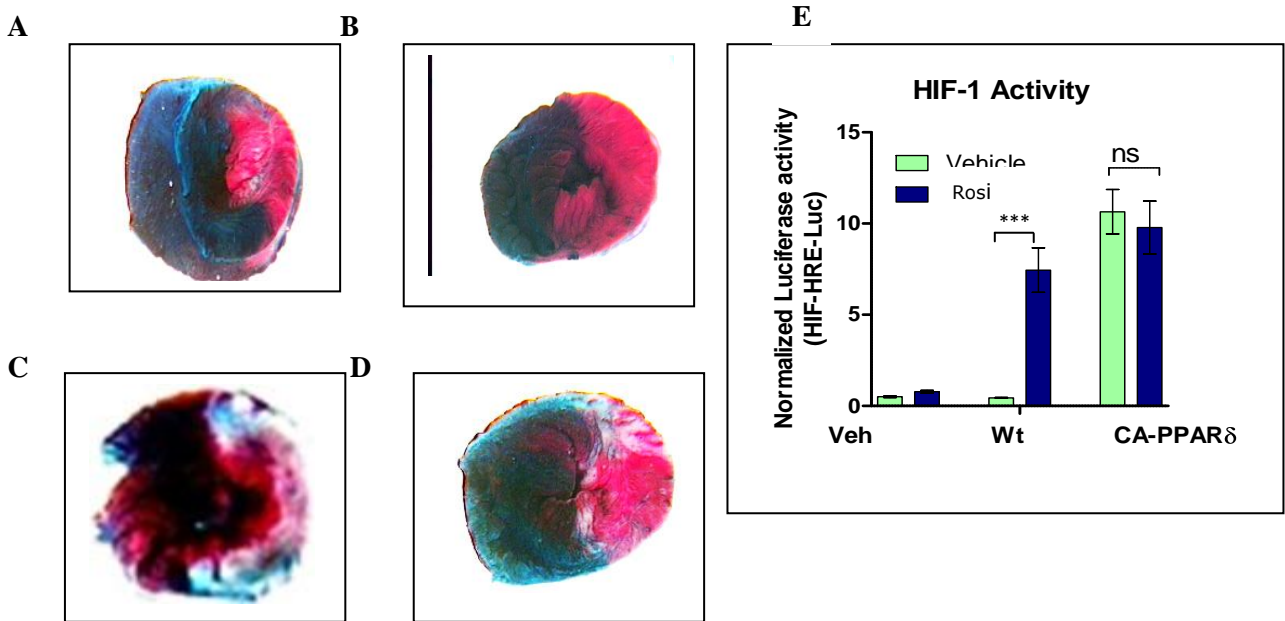 A
B
C
D
E
HIF-1 Activity
Normalized Luciferase activity
(HIF-HRE-Luc)
15
10
5
0
Vehicle
Rosi
***
ns
Veh
Wt
CA-PPARδ